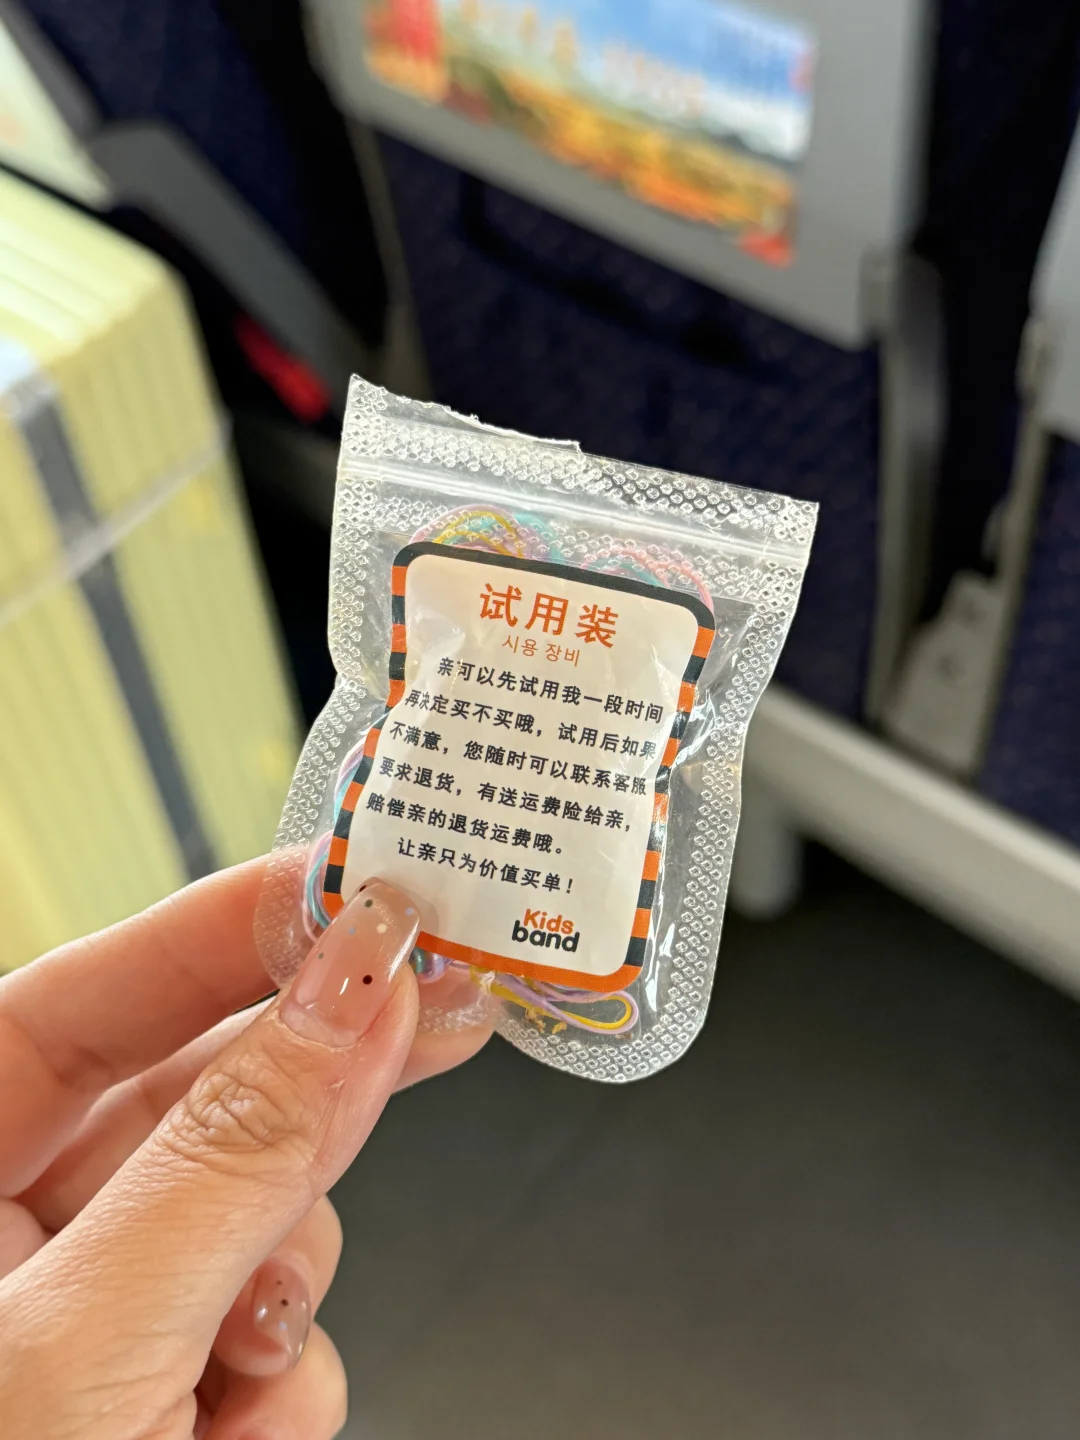 试用装
시용 장비
亲可以先试用我一段时间
再决定买不买哦，试用后如果
不满意，您随时可以联系客服
要求退货，有送运费险给亲，
赔偿亲的退货运费哦。
让亲只为价值买单！
Kids
band